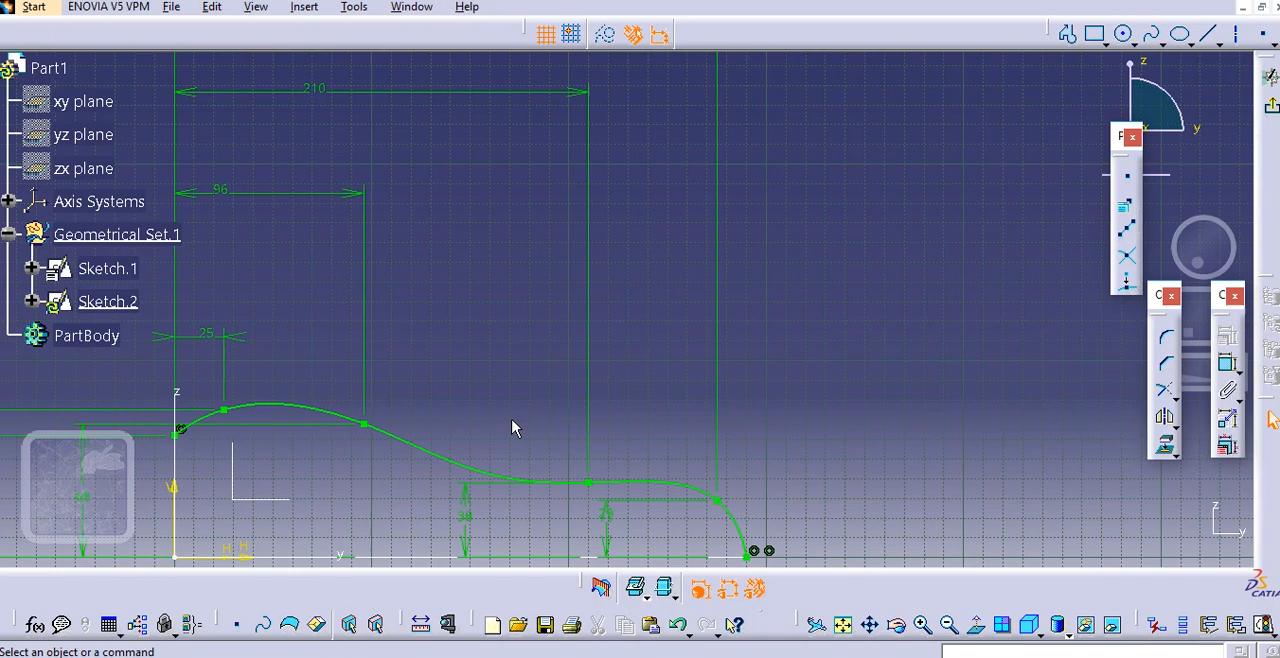 Start ENOVIA V5 VPM File Edit View Insert Tools Window Help
Part1
xy plane
yz plane
zx plane
Axis Systems
Geometrical Set.1
Sketch.1
Sketch.2
PartBody
210
96
25
38
z
y
V
H H
z
y
P
C
C
z
y
f(x)
CATIA
Select an object or a command